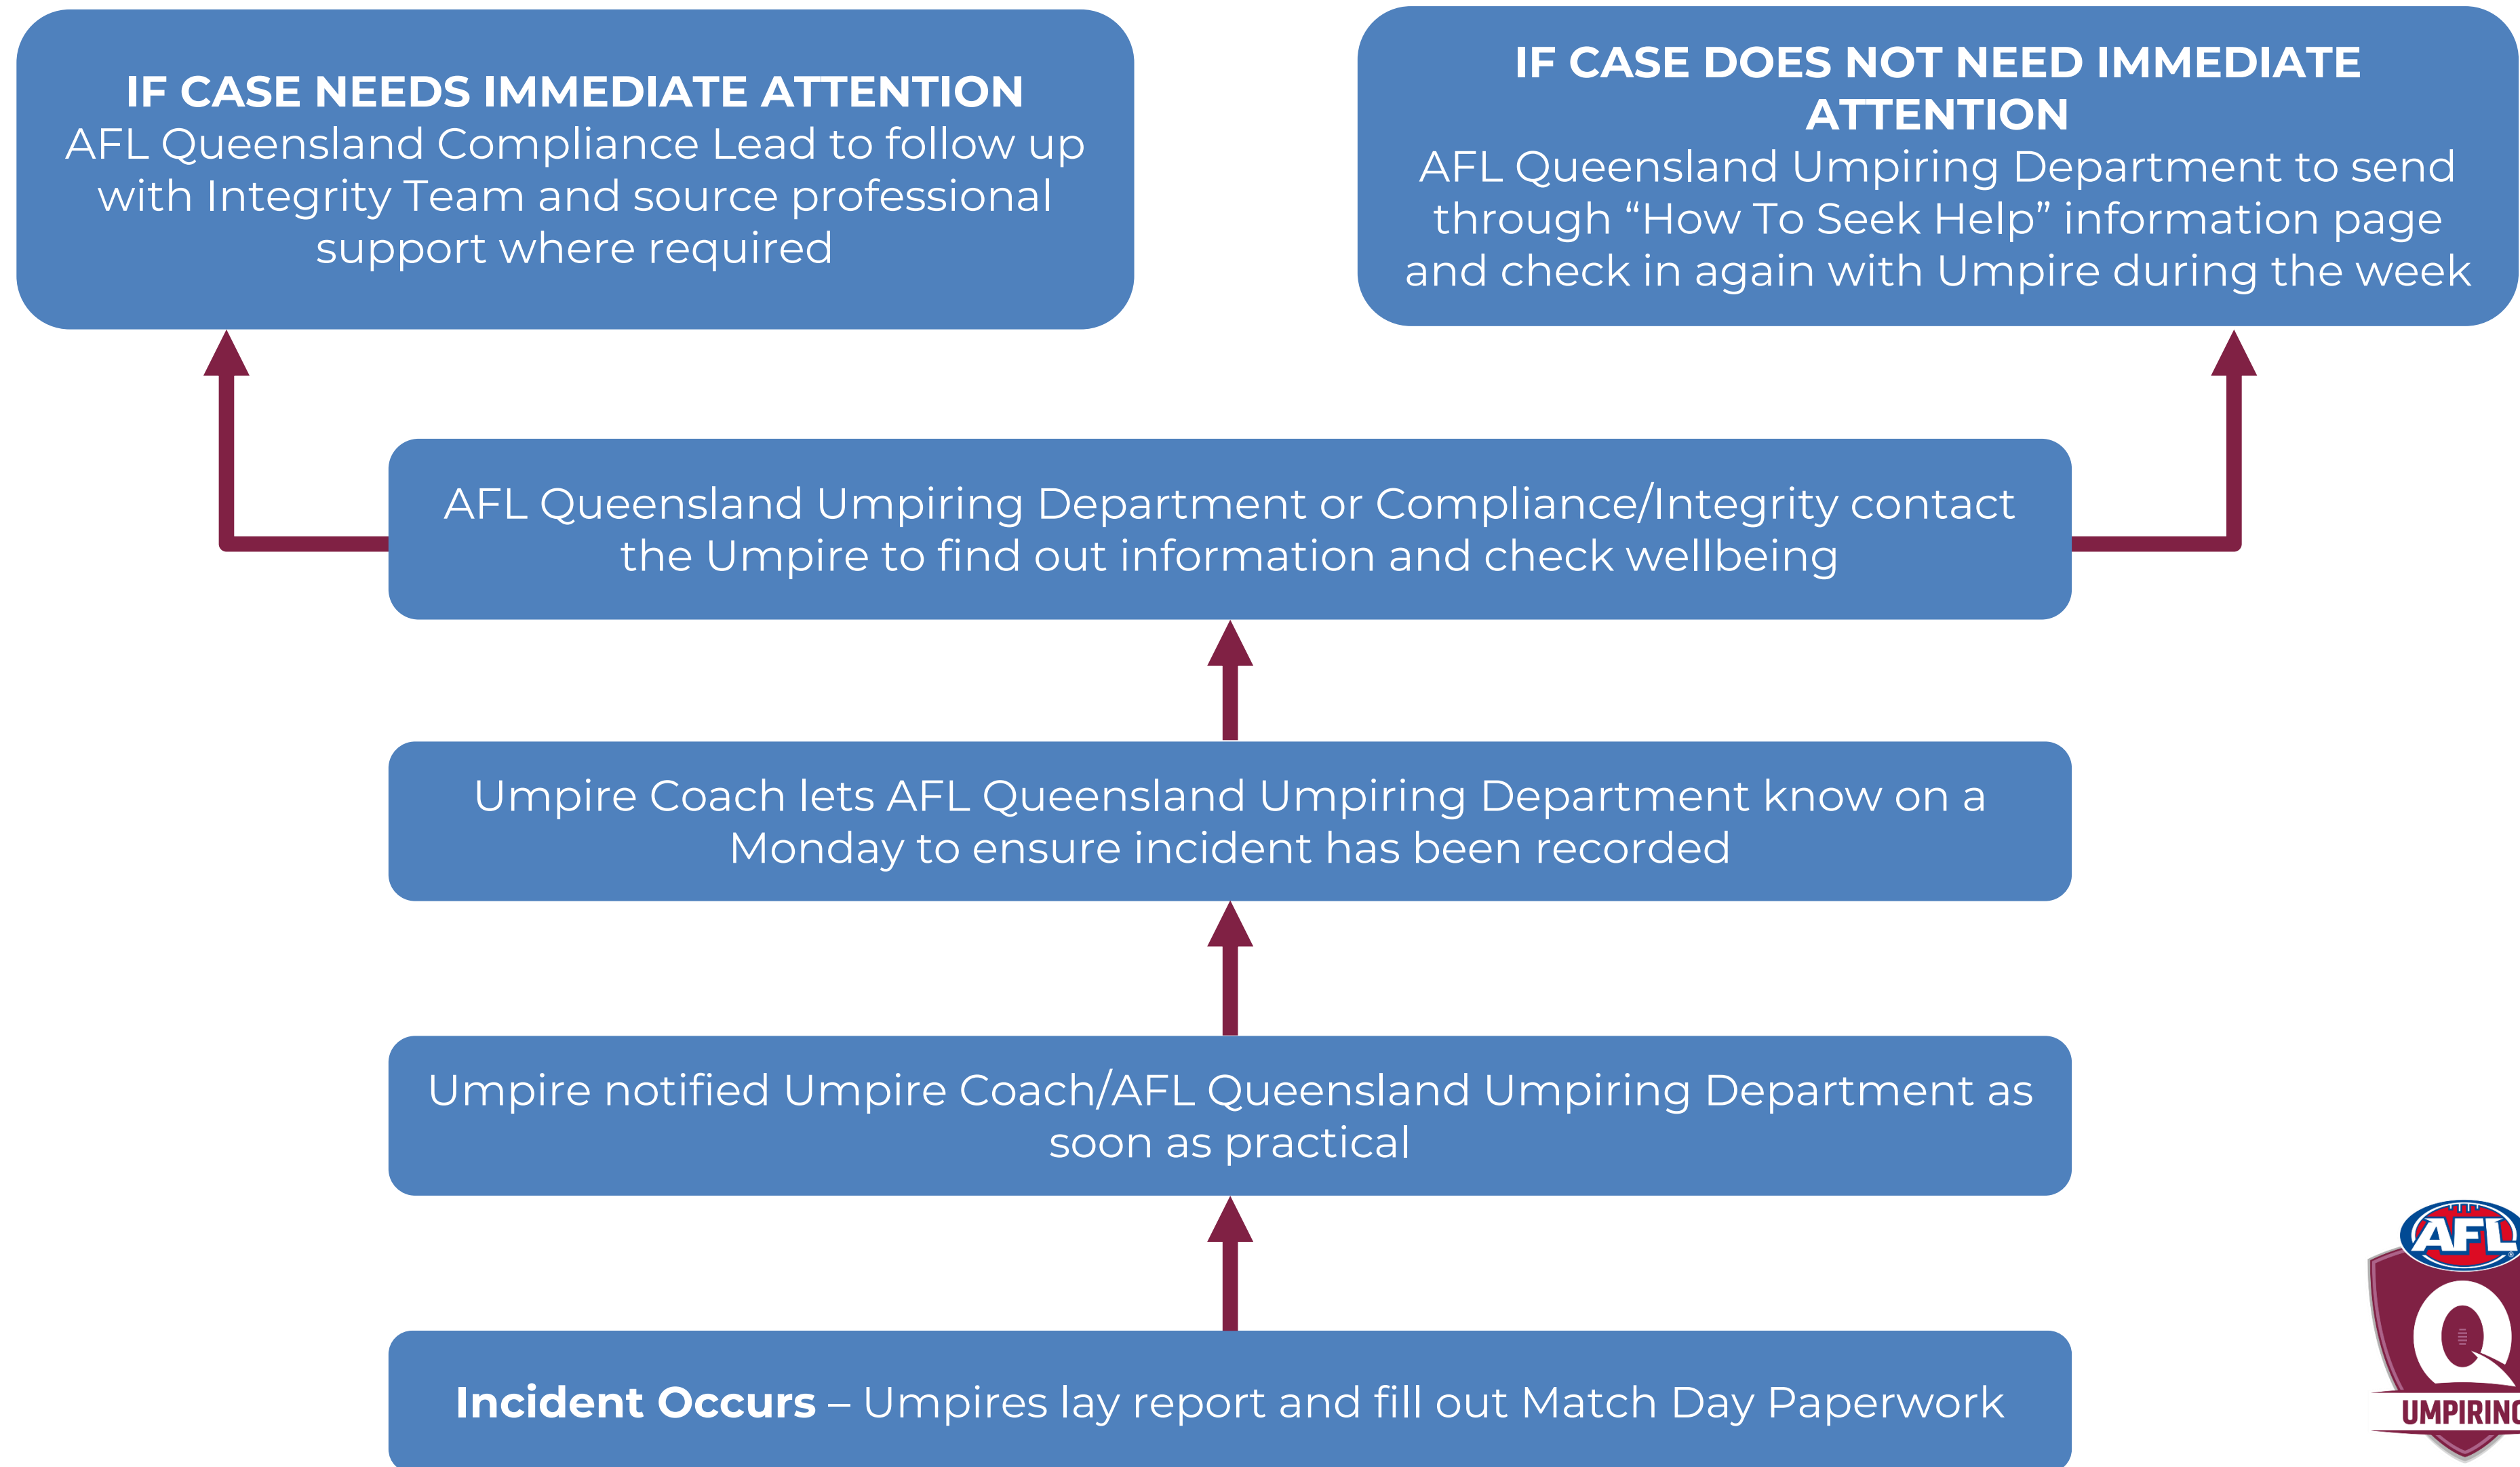 IF CASE NEEDS IMMEDIATE ATTENTION
AFL Queensland Compliance Lead to follow up
with Integrity Team and source professional
support where required
IF CASE DOES NOT NEED IMMEDIATE
ATTENTION
AFL Queensland Umpiring Department to send
through “How To Seek Help” information page
and check in again with Umpire during the week
AFL Queensland Umpiring Department or Compliance/Integrity contact
the Umpire to find out information and check wellbeing
Umpire Coach lets AFL Queensland Umpiring Department know on a
Monday to ensure incident has been recorded
Umpire notified Umpire Coach/AFL Queensland Umpiring Department as
soon as practical
Incident Occurs – Umpires lay report and fill out Match Day Paperwork
AFL
Q
UMPIRING